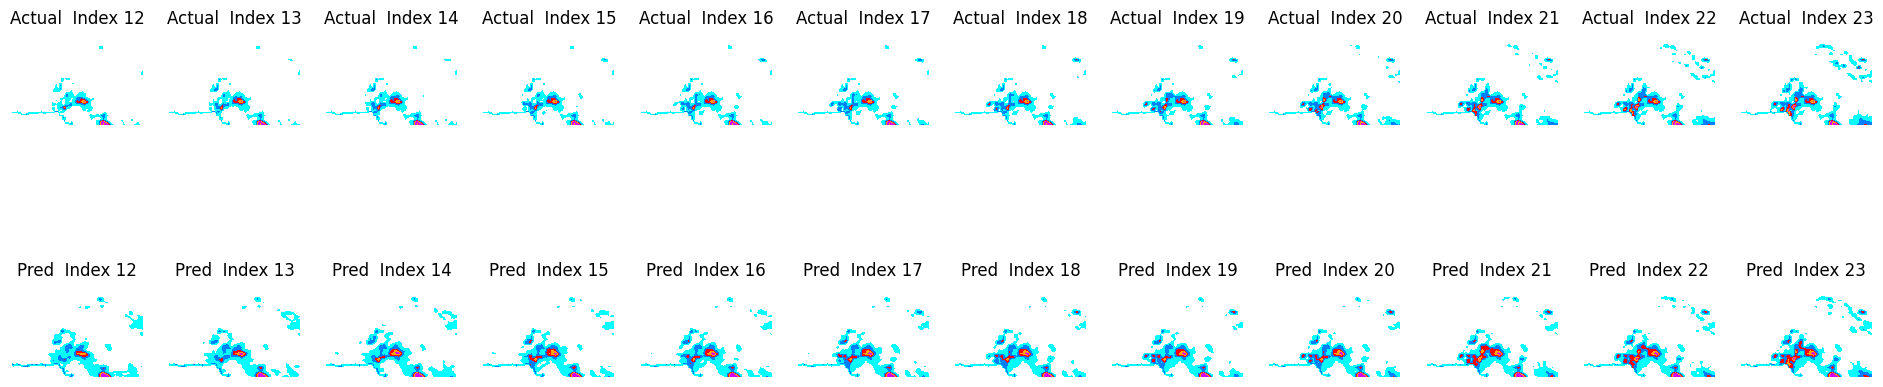 Actual  Index 12 Actual  Index 13 Actual  Index 14 Actual  Index 15 Actual  Index 16 Actual  Index 17 Actual  Index 18 Actual  Index 19 Actual  Index 20 Actual  Index 21 Actual  Index 22 Actual  Index 23
Pred  Index 12 Pred  Index 13 Pred  Index 14 Pred  Index 15 Pred  Index 16 Pred  Index 17 Pred  Index 18 Pred  Index 19 Pred  Index 20 Pred  Index 21 Pred  Index 22 Pred  Index 23